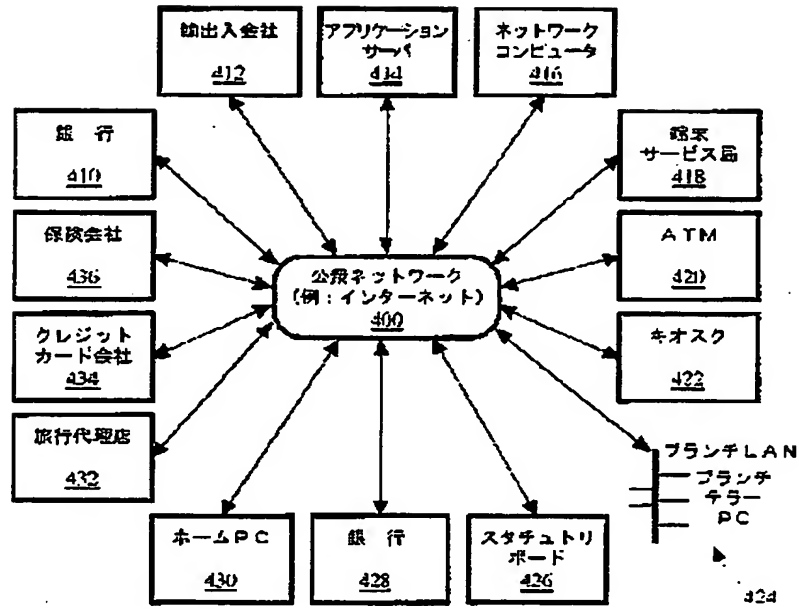 輸出入会社
412
アプリケーション
サーバ
414
ネットワーク
コンピュータ
416
銀 行
410
端末
サービス局
418
保険会社
436
ATM
420
公衆ネットワーク
(例:インターネット)
400
クレジット
カード会社
434
キオスク
422
旅行代理店
432
ブランチLAN
ブランチ
テラー
PC
424
ホームPC
430
銀 行
428
スタチュトリ
ボード
426